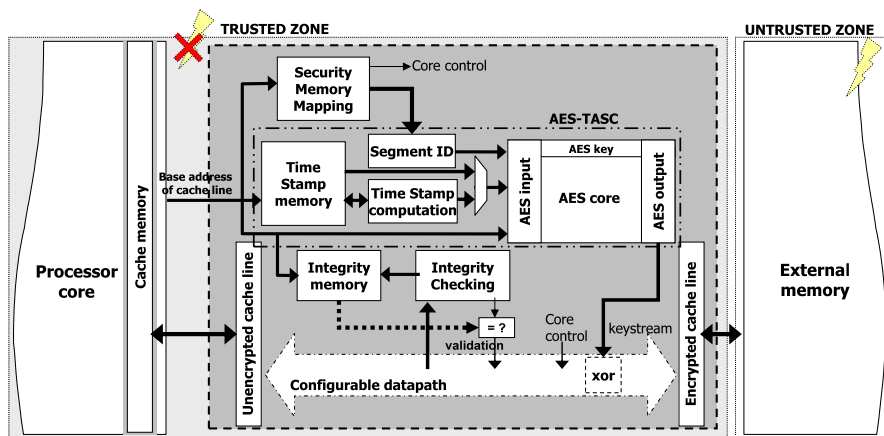 TRUSTED ZONE
UNTRUSTED ZONE
Security
Memory
Mapping
Core control
AES-TASC
Segment ID
Time
Stamp
memory
Time Stamp
computation
AES input
AES key
AES core
AES output
Base address
of cache line
Processor
core
Cache memory
Unencrypted cache line
Integrity
memory
Integrity
Checking
= ?
validation
Core
control
keystream
xor
Configurable datapath
Encrypted cache line
External
memory